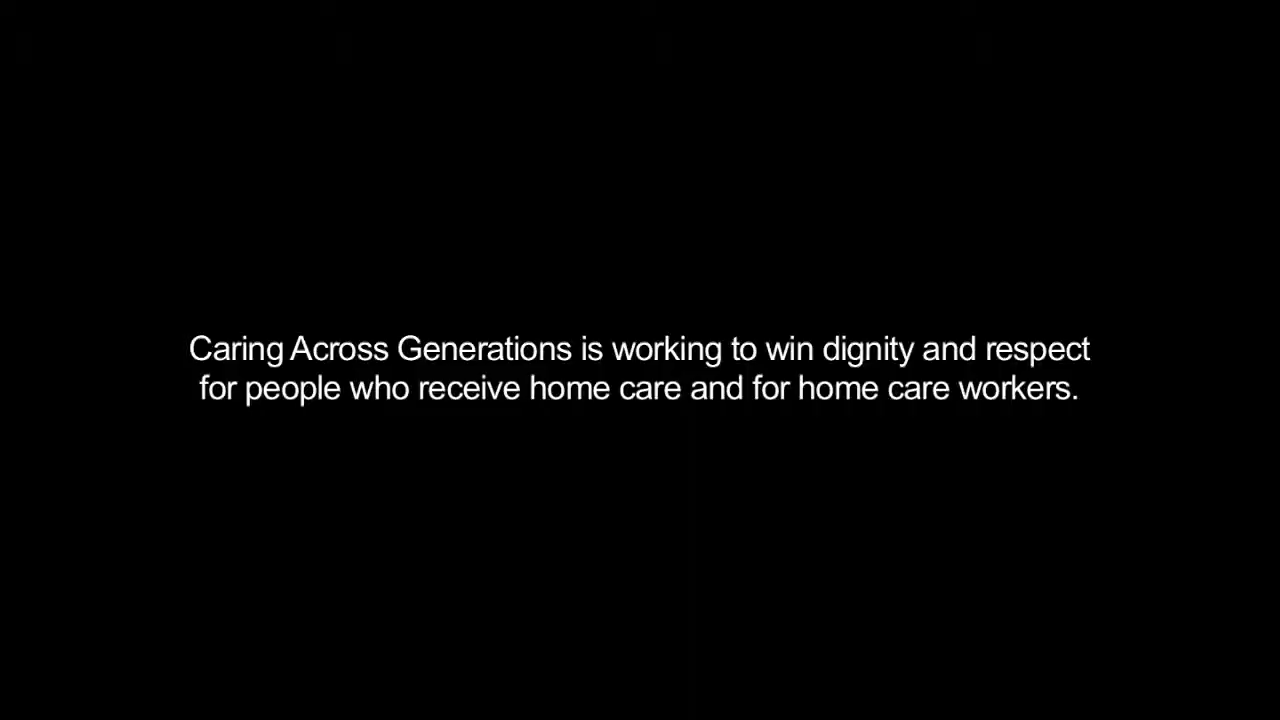 Caring Across Generations is working to win dignity and respect
for people who receive home care and for home care workers.